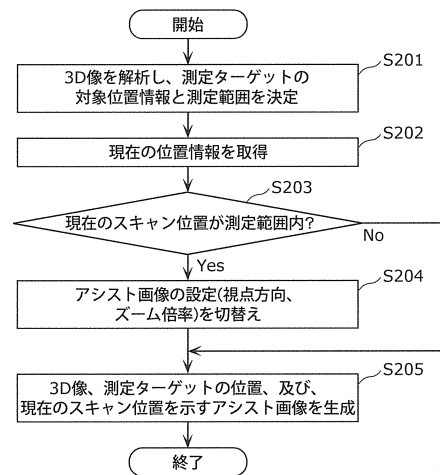 開始
S201
3D像を解析し、測定ターゲットの
対象位置情報と測定範囲を決定
S202
現在の位置情報を取得
S203
現在のスキャン位置が測定範囲内?
No
Yes
S204
アシスト画像の設定(視点方向、
ズーム倍率)を切替え
S205
3D像、測定ターゲットの位置、及び、
現在のスキャン位置を示すアシスト画像を生成
終了